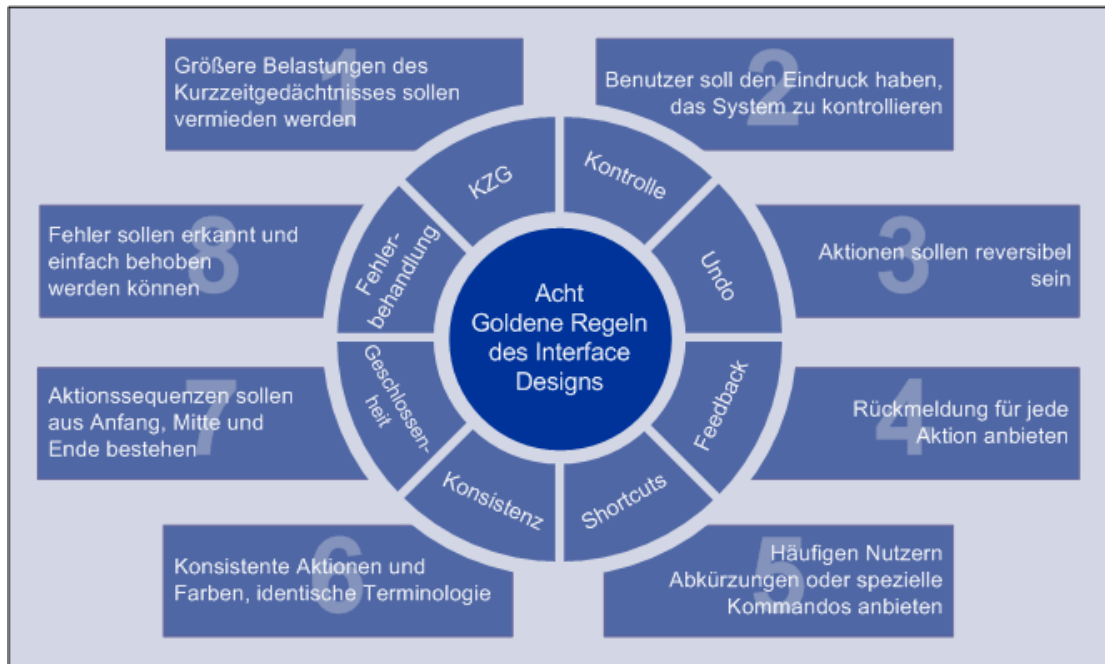 1
Größere Belastungen des
Kurzzeitgedächtnisses sollen
vermieden werden
2
Benutzer soll den Eindruck haben,
das System zu kontrollieren
3
Aktionen sollen reversibel
sein
4
Rückmeldung für jede
Aktion anbieten
5
Häufigen Nutzern
Abkürzungen oder spezielle
Kommandos anbieten
6
Konsistente Aktionen und
Farben, identische Terminologie
7
Aktionssequenzen sollen
aus Anfang, Mitte und
Ende bestehen
8
Fehler sollen erkannt und
einfach behoben
werden können
KZG
Kontrolle
Undo
Feedback
Shortcuts
Konsistenz
Geschlossen-
heit
Fehler-
behandlung
Acht
Goldene Regeln
des Interface
Designs